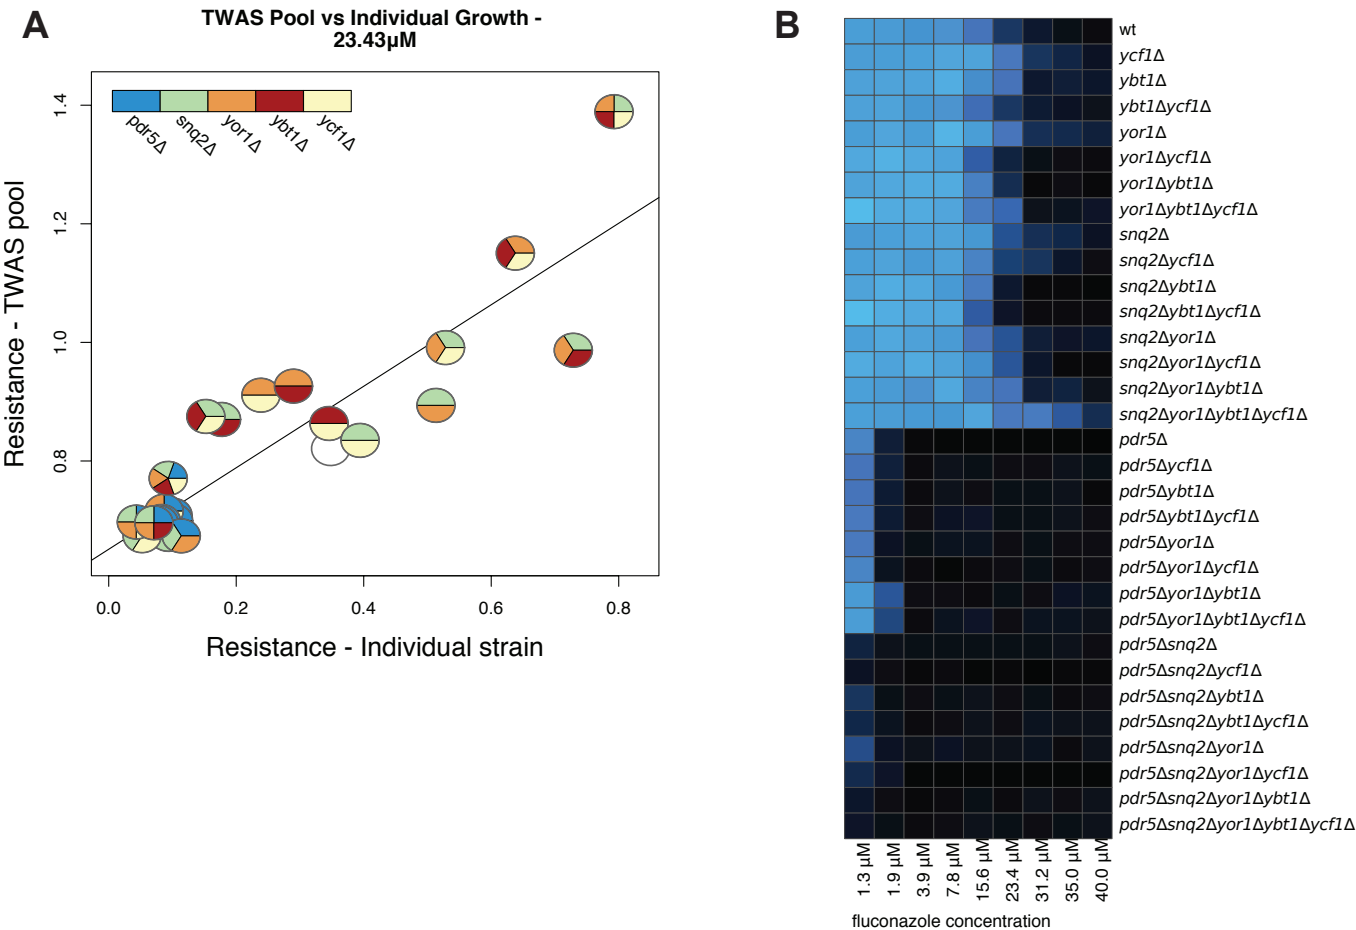 A
TWAS Pool vs Individual Growth -
23.43µM
pdr5Δ
snq2Δ
yor1Δ
ybt1Δ
ycf1Δ
Resistance - TWAS pool
1.4
1.2
1.0
0.8
0.0
0.2
0.4
0.6
0.8
Resistance - Individual strain
B
wt
ycf1Δ
ybt1Δ
ybt1Δycf1Δ
yor1Δ
yor1Δycf1Δ
yor1Δybt1Δ
yor1Δybt1Δycf1Δ
snq2Δ
snq2Δycf1Δ
snq2Δybt1Δ
snq2Δybt1Δycf1Δ
snq2Δyor1Δ
snq2Δyor1Δycf1Δ
snq2Δyor1Δybt1Δ
snq2Δyor1Δybt1Δycf1Δ
pdr5Δ
pdr5Δycf1Δ
pdr5Δybt1Δ
pdr5Δybt1Δycf1Δ
pdr5Δyor1Δ
pdr5Δyor1Δycf1Δ
pdr5Δyor1Δybt1Δ
pdr5Δyor1Δybt1Δycf1Δ
pdr5Δsnq2Δ
pdr5Δsnq2Δycf1Δ
pdr5Δsnq2Δybt1Δ
pdr5Δsnq2Δybt1Δycf1Δ
pdr5Δsnq2Δyor1Δ
pdr5Δsnq2Δyor1Δycf1Δ
pdr5Δsnq2Δyor1Δybt1Δ
pdr5Δsnq2Δyor1Δybt1Δycf1Δ
1.3 µM
1.9 µM
3.9 µM
7.8 µM
15.6 µM
23.4 µM
31.2 µM
35.0 µM
40.0 µM
fluconazole concentration